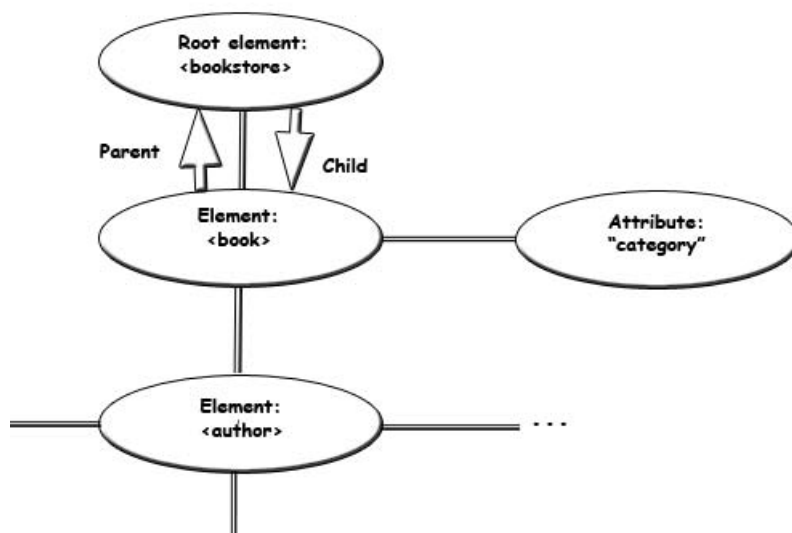 Root element:
<bookstore>
Parent
Child
Element:
<book>
Attribute:
“category”
Element:
<author>
...